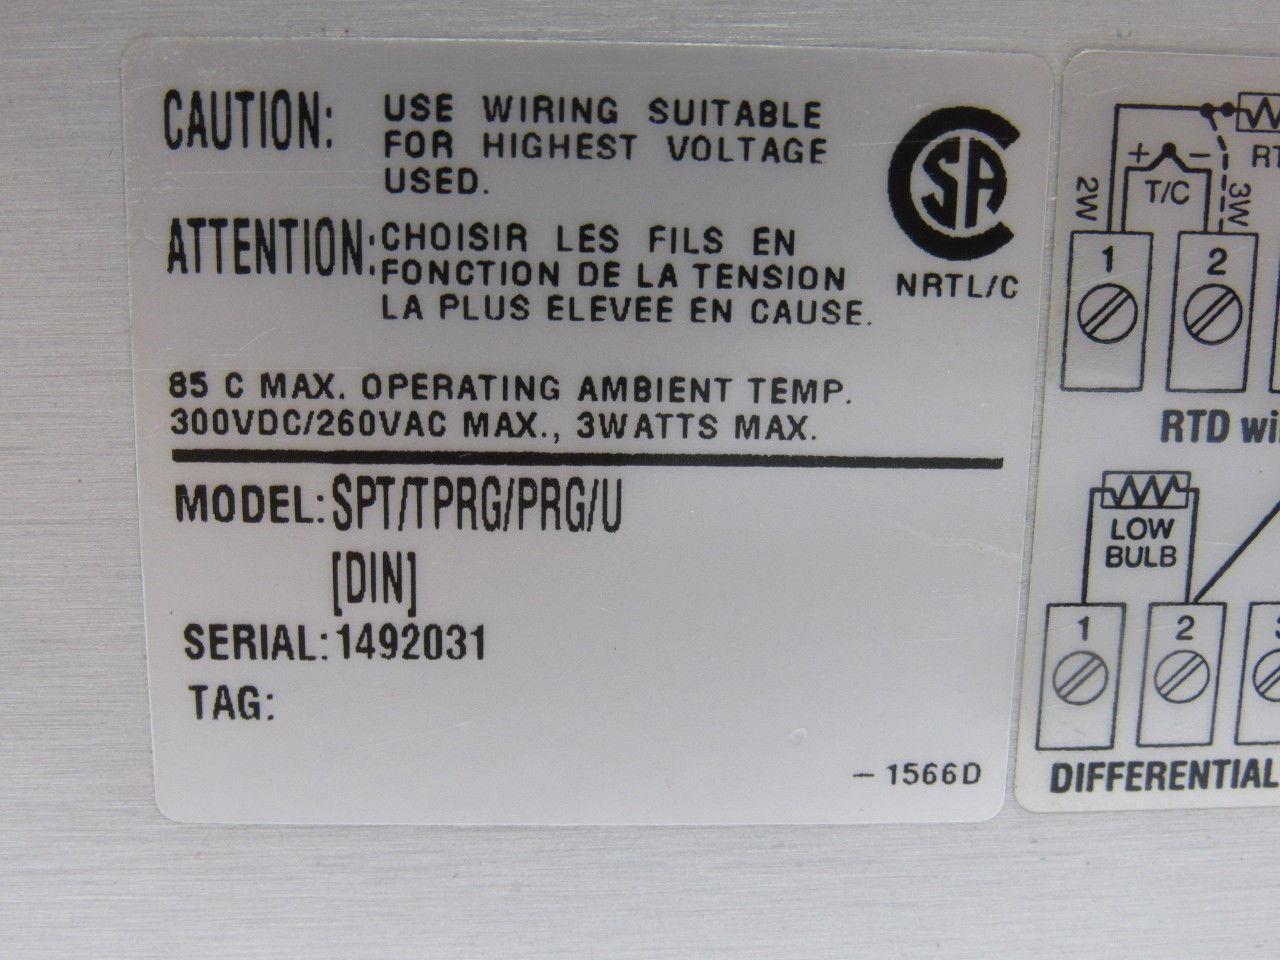 CAUTION: USE WIRING SUITABLE
FOR HIGHEST VOLTAGE
USED.
ATTENTION: CHOISIR LES FILS EN
FONCTION DE LA TENSION
LA PLUS ELEVEE EN CAUSE.
CSA
NRTL/C
85 C MAX. OPERATING AMBIENT TEMP.
300VDC/260VAC MAX., 3WATTS MAX.
MODEL: SPT/TPRG/PRG/U
[DIN]
SERIAL: 1492031
TAG:
- 1566D
+ -
2W T/C 3W
1 2
RTD
LOW
BULB
1 2
DIFFERENTIAL